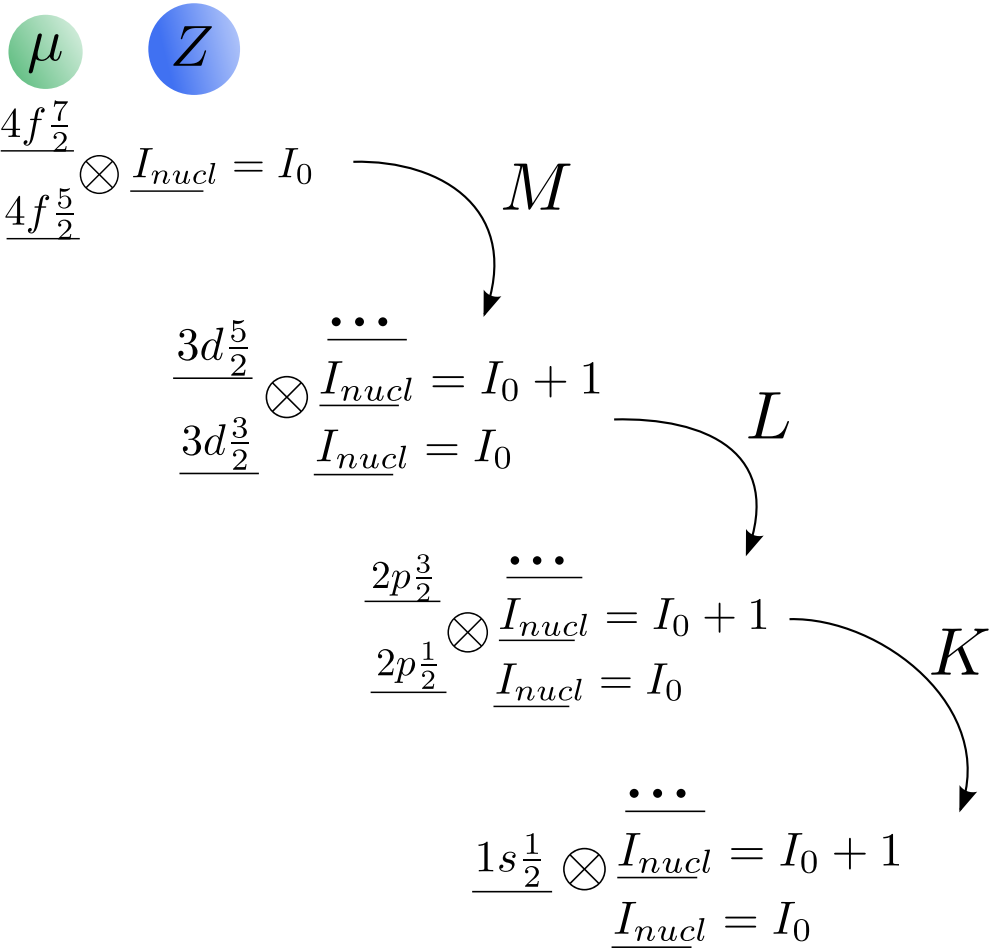 μ Z
4f 7/2
⊗ I_nucl = I_0
4f 5/2
M
...
3d 5/2
⊗ I_nucl = I_0 + 1
3d 3/2 I_nucl = I_0
L
...
2p 3/2
⊗ I_nucl = I_0 + 1
2p 1/2 I_nucl = I_0
K
...
1s 1/2 ⊗ I_nucl = I_0 + 1
I_nucl = I_0